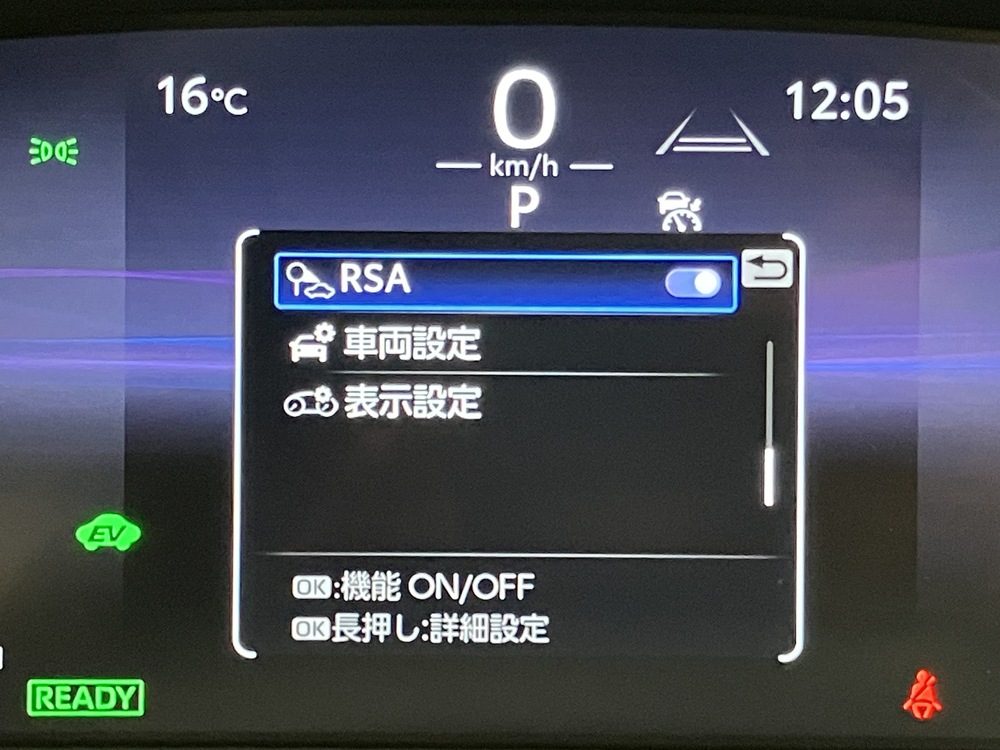 16°C
0
12:05
km/h
P
RSA
車両設定
表示設定
EV
OK:機能 ON/OFF
OK長押し:詳細設定
READY